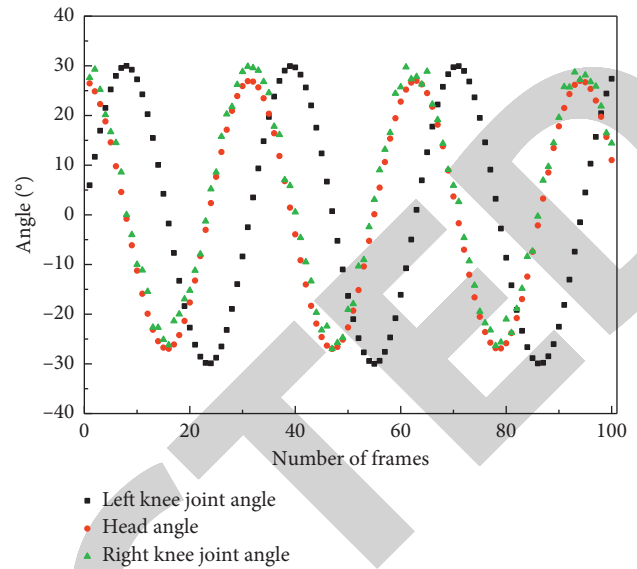 40
30
20
10
0
−10
−20
−30
−40
Angle (°)
0 20 40 60 80 100
Number of frames
Left knee joint angle
Head angle
Right knee joint angle
CTED